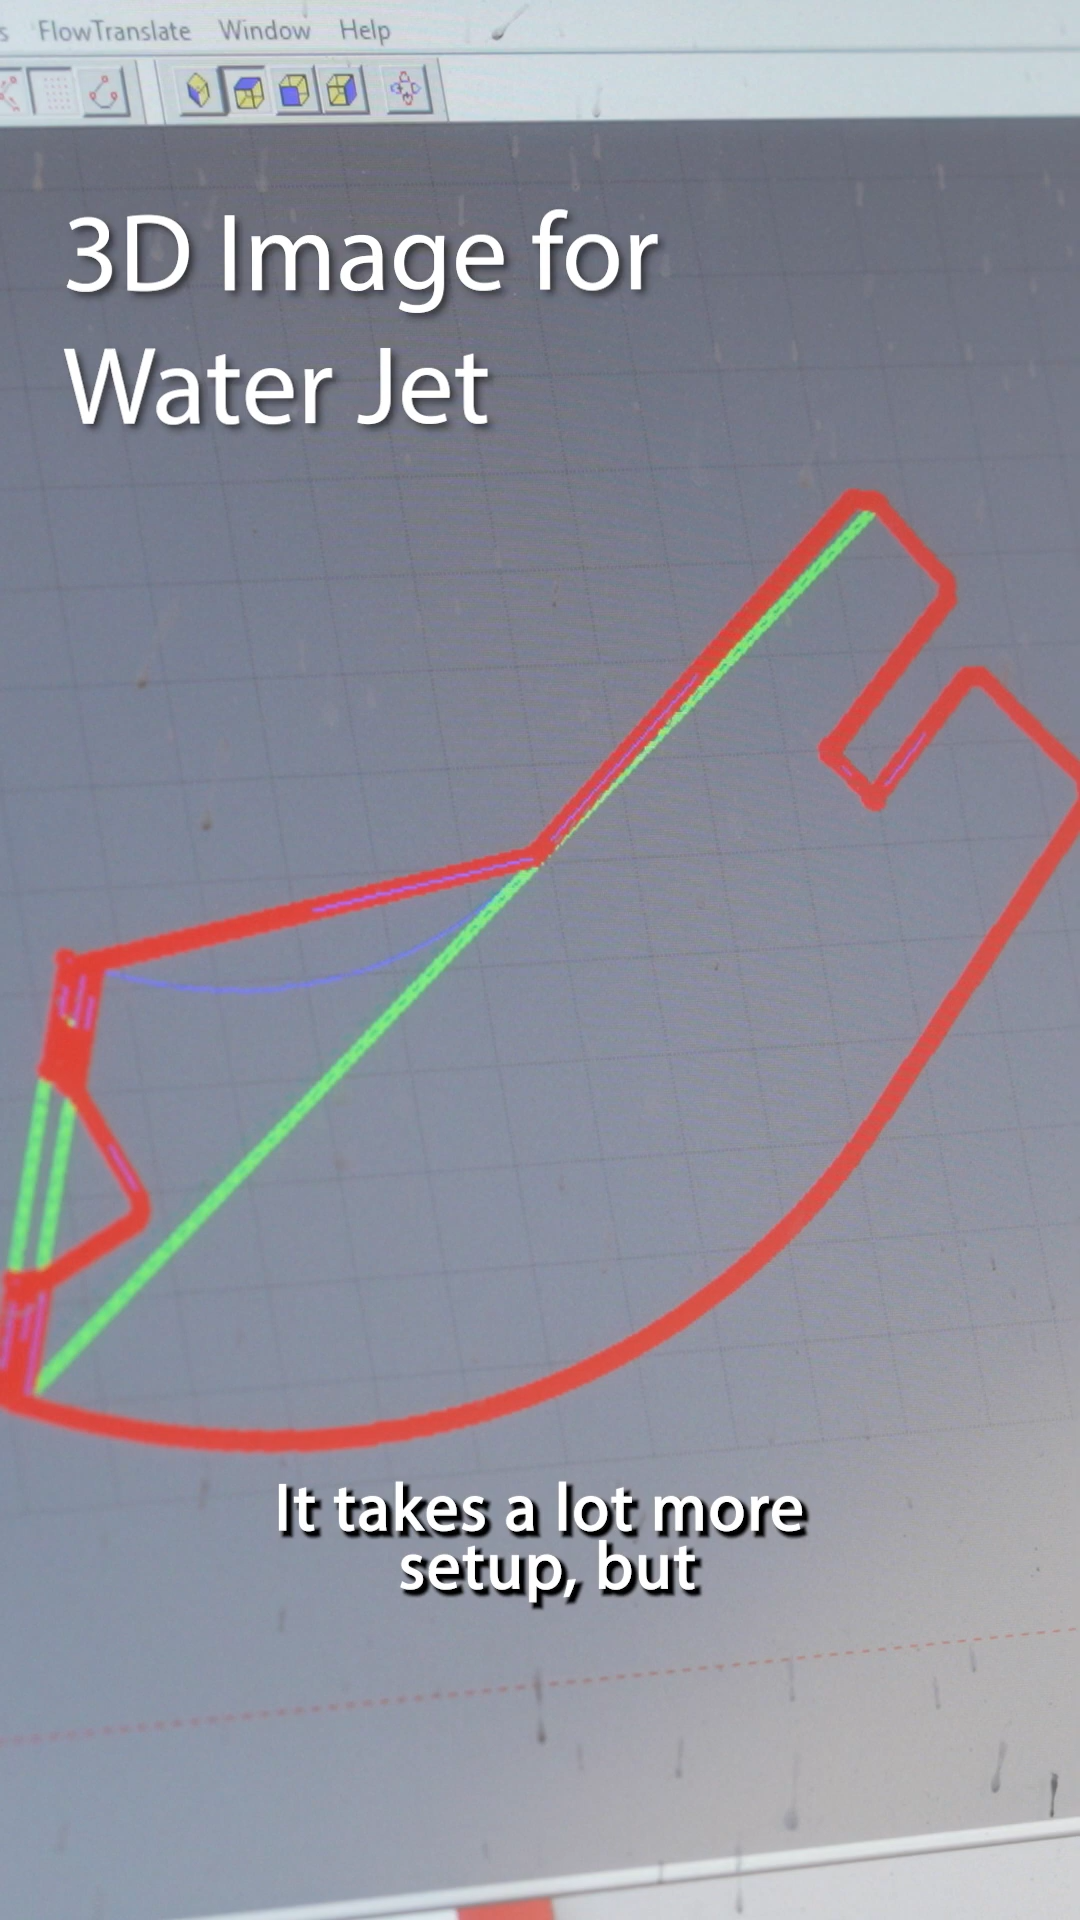 FlowTranslate Window Help
3D Image for
Water Jet
It takes a lot more
setup, but